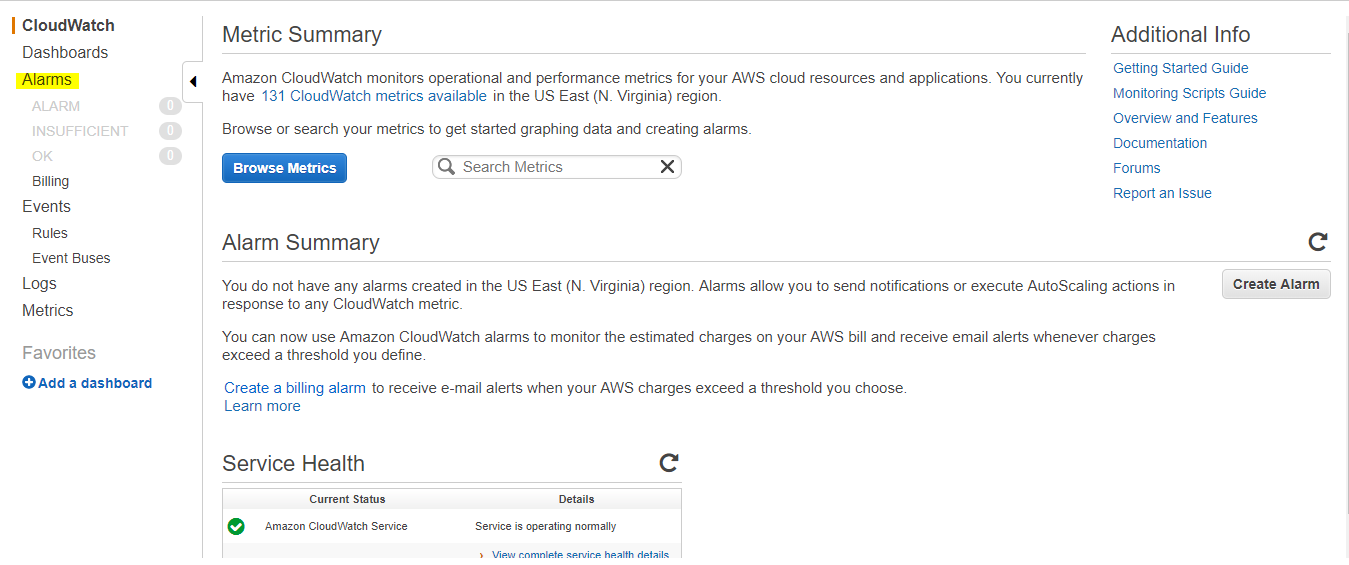 CloudWatch
Dashboards
Alarms
ALARM 0
INSUFFICIENT 0
OK 0
Billing
Events
Rules
Event Buses
Logs
Metrics
Favorites
Add a dashboard
Metric Summary
Amazon CloudWatch monitors operational and performance metrics for your AWS cloud resources and applications. You currently
have 131 CloudWatch metrics available in the US East (N. Virginia) region.
Browse or search your metrics to get started graphing data and creating alarms.
Browse Metrics
Search Metrics
Alarm Summary
You do not have any alarms created in the US East (N. Virginia) region. Alarms allow you to send notifications or execute AutoScaling actions in
response to any CloudWatch metric.
Create Alarm
You can now use Amazon CloudWatch alarms to monitor the estimated charges on your AWS bill and receive email alerts whenever charges
exceed a threshold you define.
Create a billing alarm to receive e-mail alerts when your AWS charges exceed a threshold you choose.
Learn more
Service Health
Current Status Details
Amazon CloudWatch Service Service is operating normally
› View complete service health details
Additional Info
Getting Started Guide
Monitoring Scripts Guide
Overview and Features
Documentation
Forums
Report an Issue